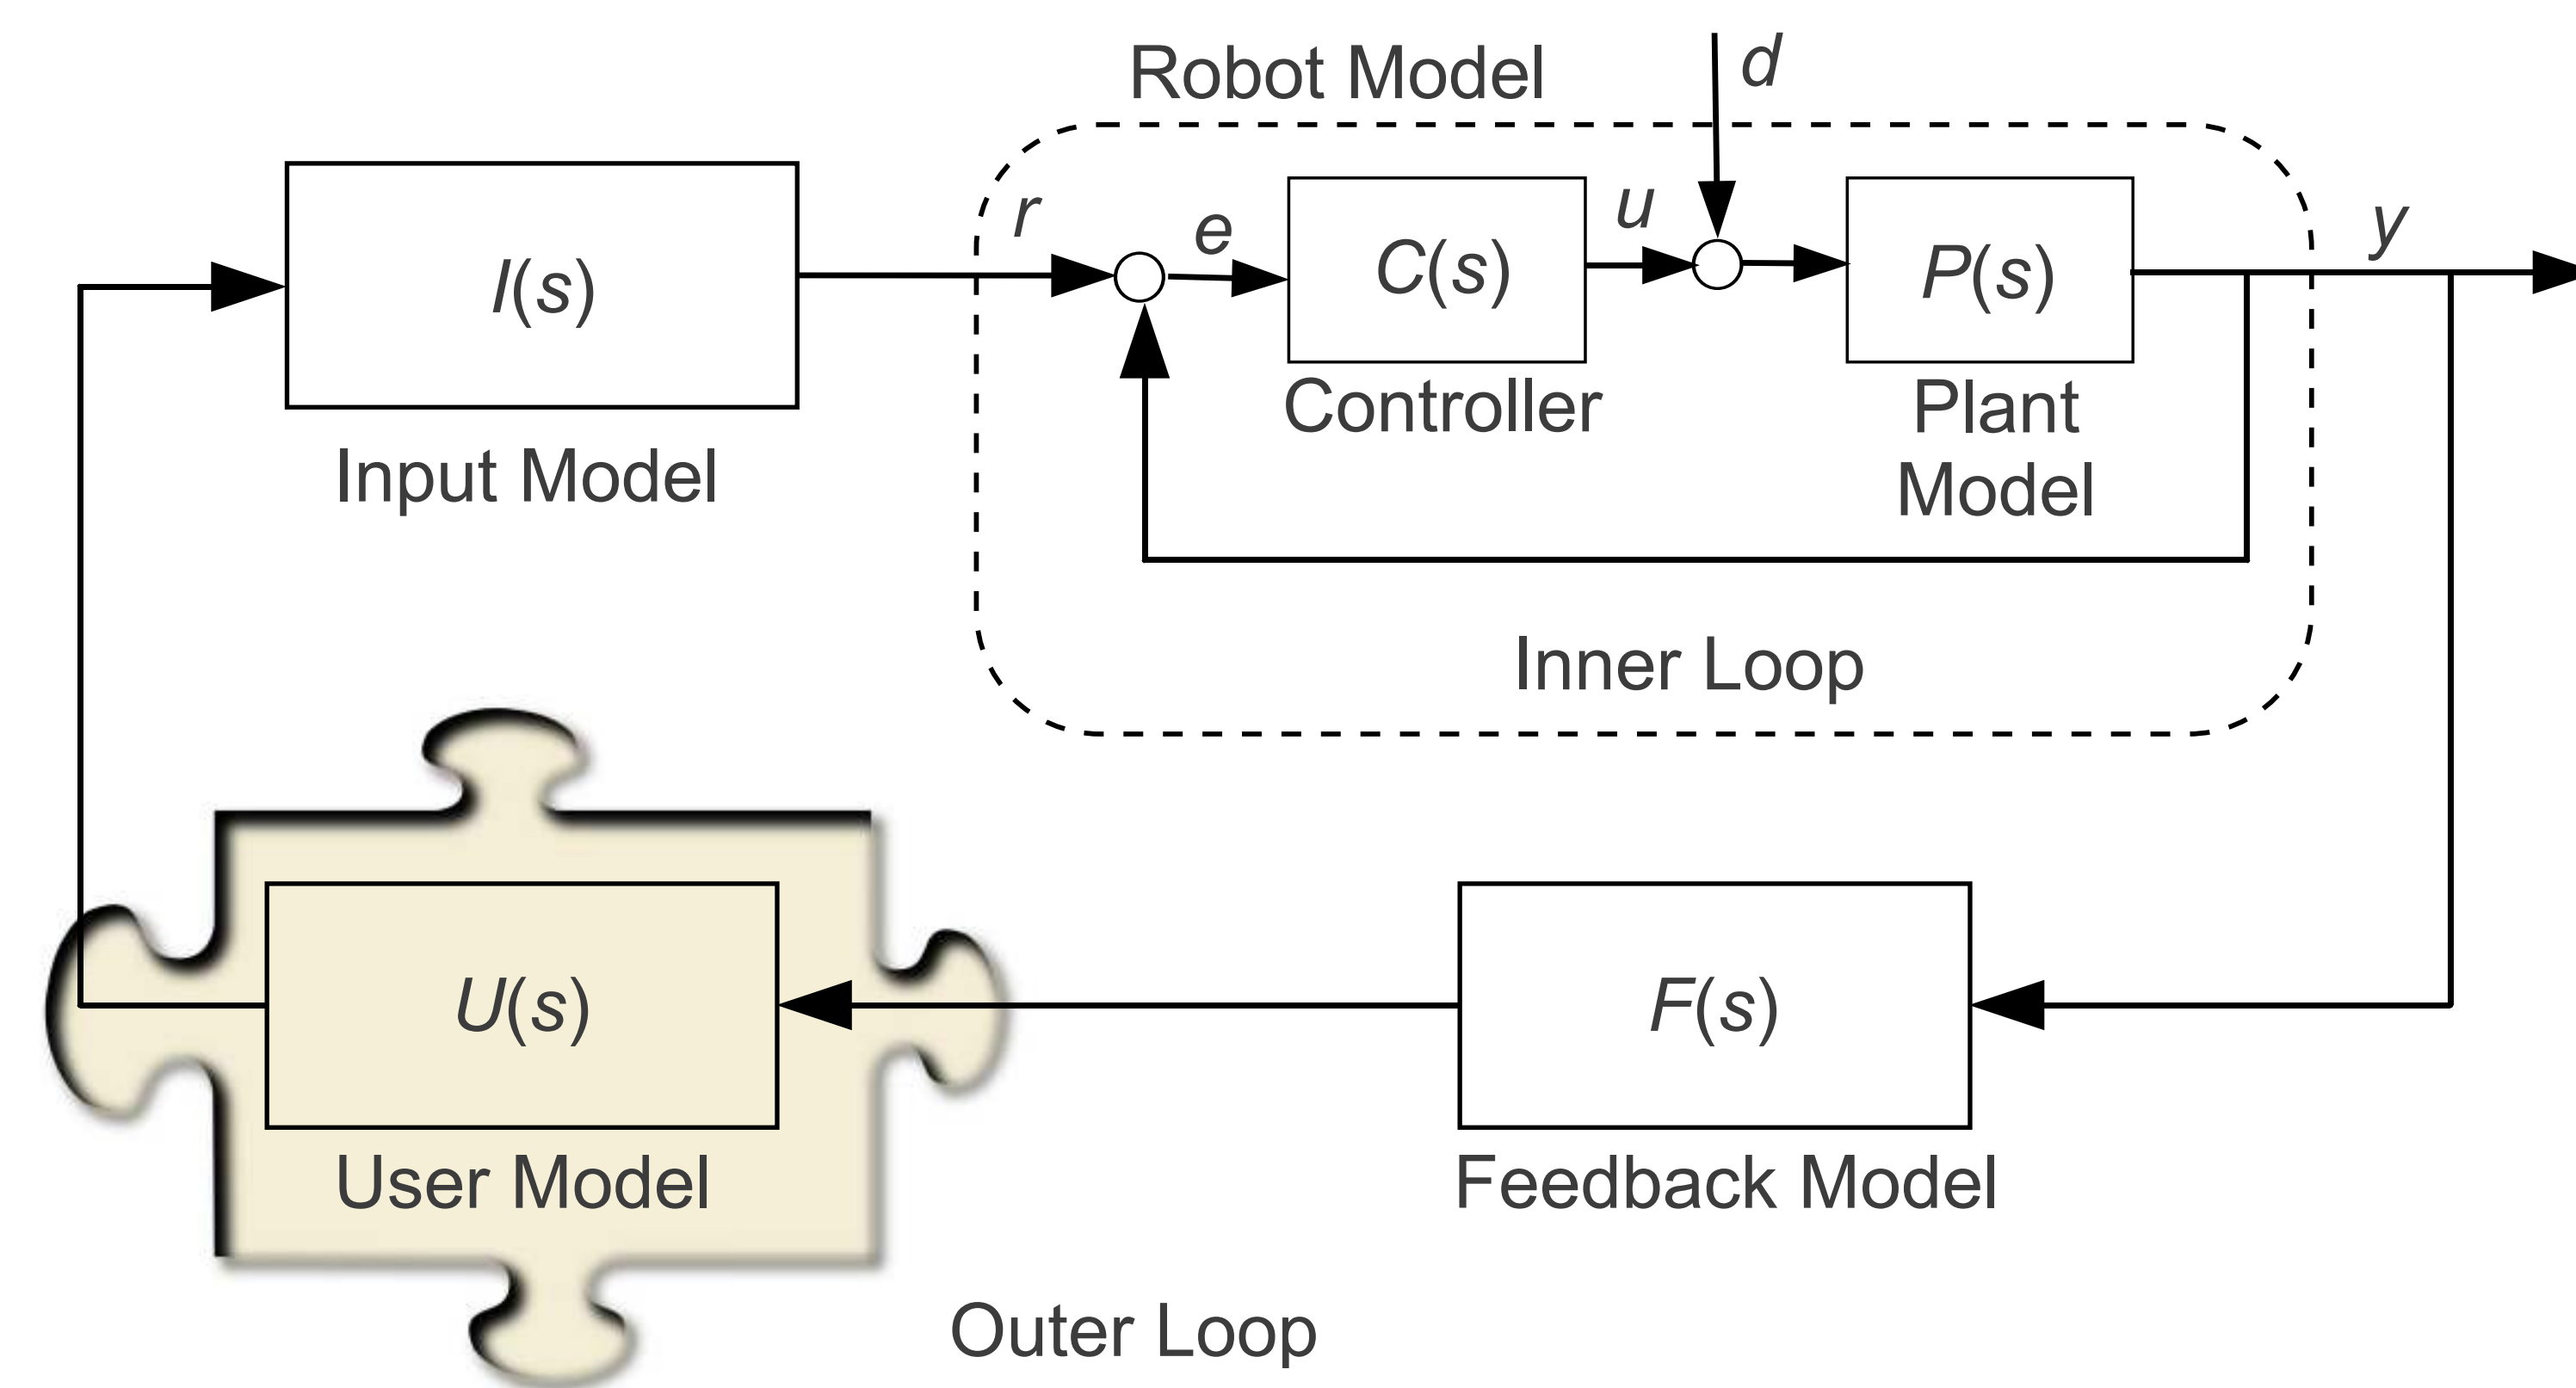 Robot Model
d
r
e
C(s)
u
P(s)
y
I(s)
Controller
Plant
Model
Input Model
Inner Loop
U(s)
User Model
F(s)
Feedback Model
Outer Loop